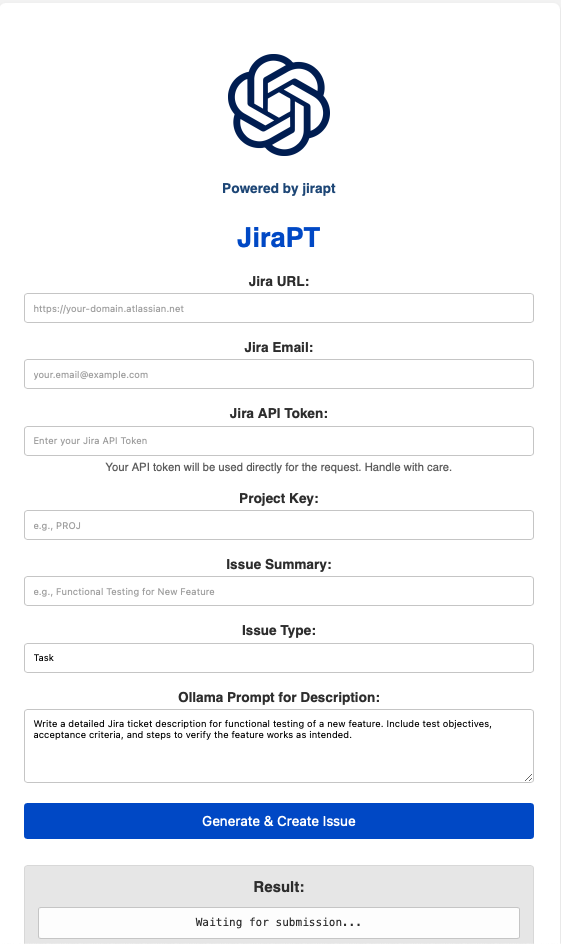 Powered by jirapt
JiraPT
Jira URL:
https://your-domain.atlassian.net
Jira Email:
your.email@example.com
Jira API Token:
Enter your Jira API Token
Your API token will be used directly for the request. Handle with care.
Project Key:
e.g., PROJ
Issue Summary:
e.g., Functional Testing for New Feature
Issue Type:
Task
Ollama Prompt for Description:
Write a detailed Jira ticket description for functional testing of a new feature. Include test objectives,
acceptance criteria, and steps to verify the feature works as intended.
Generate & Create Issue
Result:
Waiting for submission...